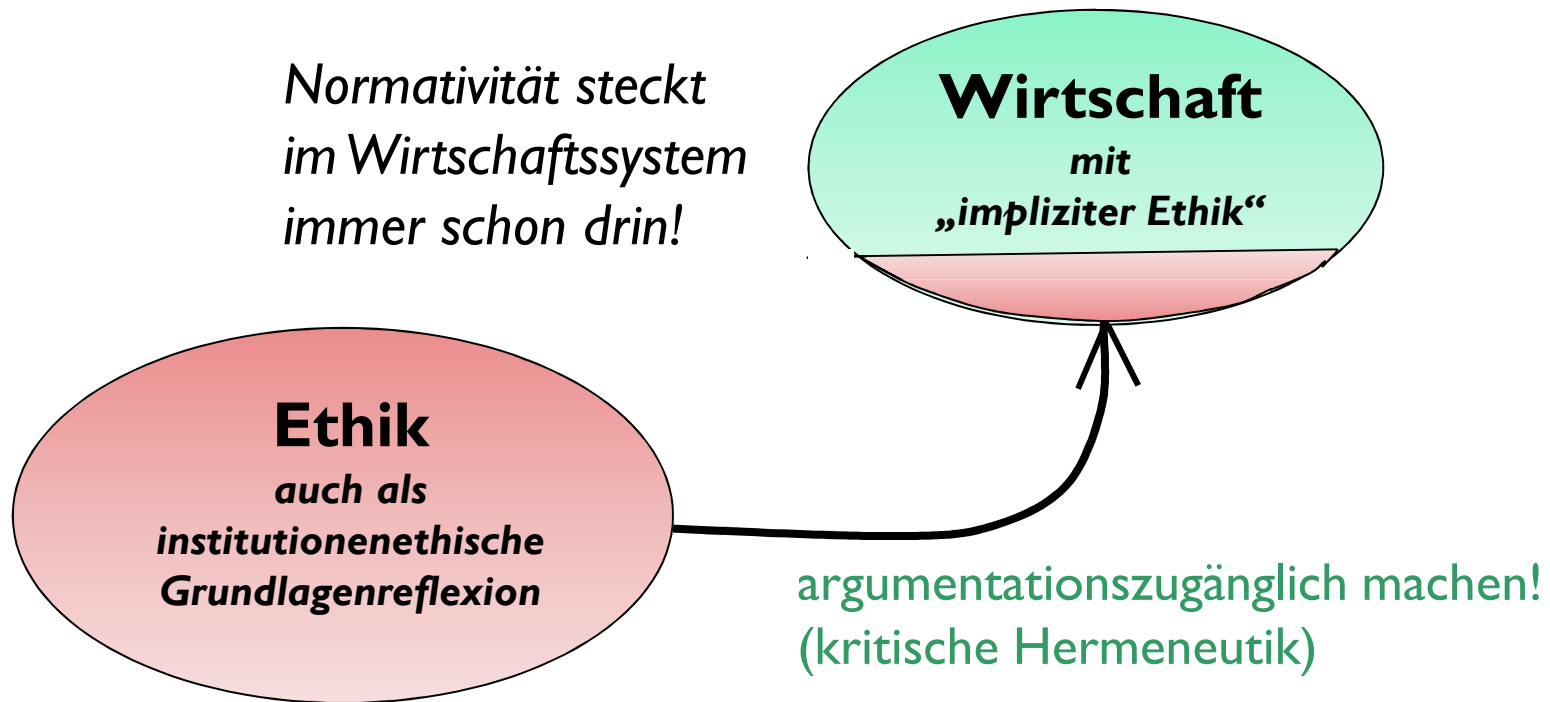 Normativität steckt
im Wirtschaftssystem
immer schon drin!
Wirtschaft
mit
„impliziter Ethik“
Ethik
auch als
institutionenethische
Grundlagenreflexion
argumentationszugänglich machen!
(kritische Hermeneutik)